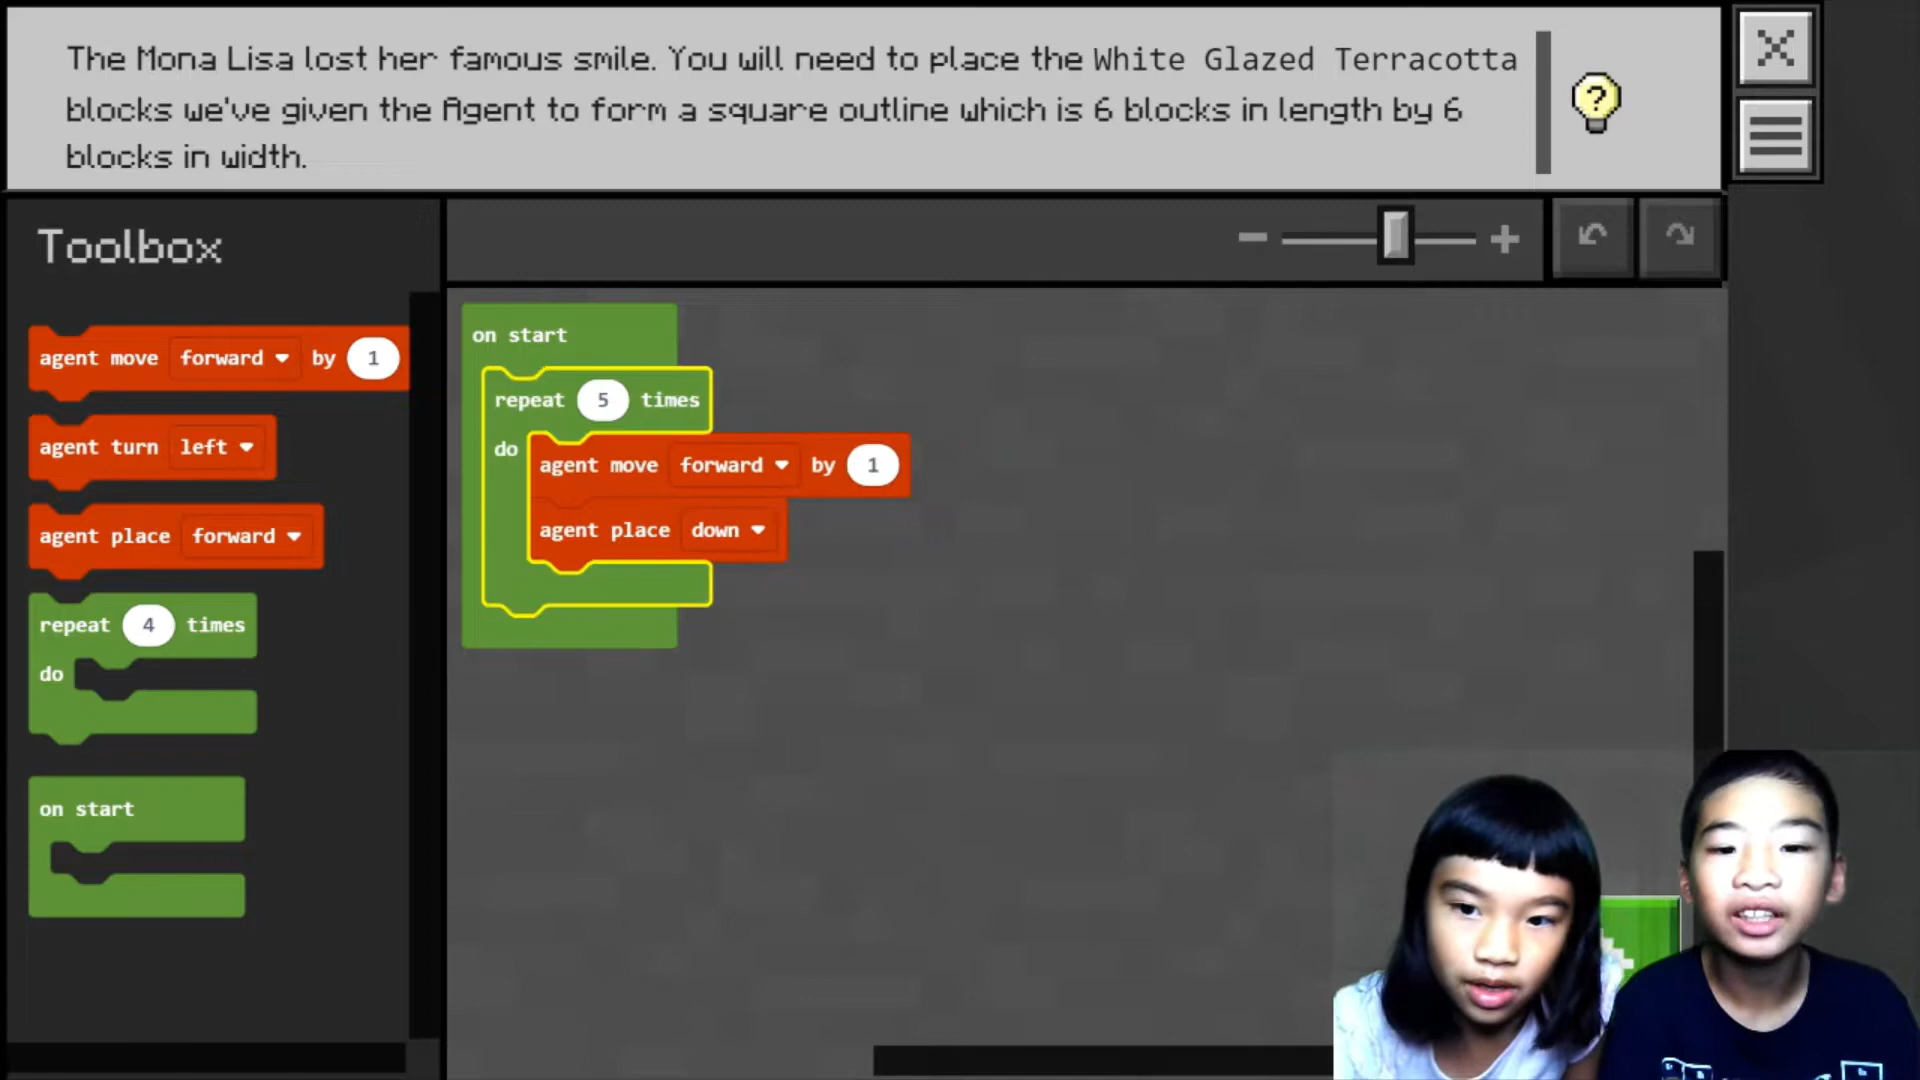 The Mona Lisa lost her famous smile. You will need to place the White Glazed Terracotta
blocks we've given the Agent to form a square outline which is 6 blocks in length by 6
blocks in width.
?
Toolbox
agent move forward by 1
agent turn left
agent place forward
repeat 4 times
do
on start
on start
repeat 5 times
do
agent move forward by 1
agent place down